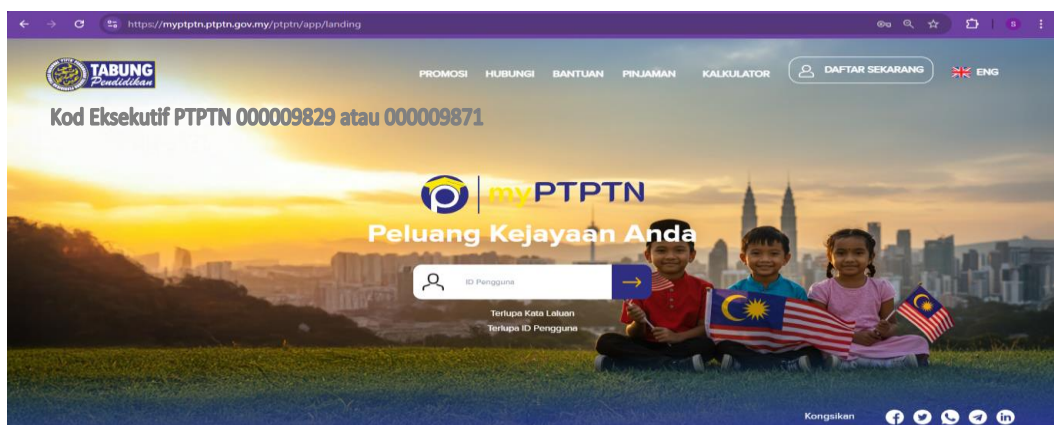 https://myptptn.ptptn.gov.my/ptptn/app/landing
S
TABUNG
Pendidikan
PROMOSI HUBUNGI BANTUAN PINJAMAN KALKULATOR DAFTAR SEKARANG ENG
Kod Eksekutif PTPTN 000009829 atau 000009871
myPTPTN
Peluang Kejayaan Anda
ID Pengguna
Terlupa Kata Laluan
Terlupa ID Pengguna
Kongsikan